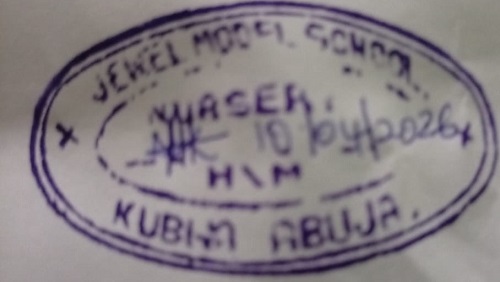 JEWEL MODEL SCHOOL
NURSERY
10/04/2026
H\M
KUBWA ABUJA.